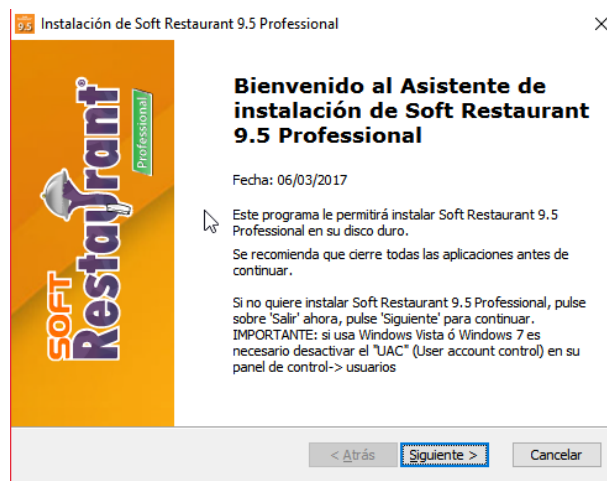 9.5 Instalación de Soft Restaurant 9.5 Professional
SOFT
Restaurant®
Professional
Bienvenido al Asistente de
instalación de Soft Restaurant
9.5 Professional
Fecha: 06/03/2017
Este programa le permitirá instalar Soft Restaurant 9.5
Professional en su disco duro.
Se recomienda que cierre todas las aplicaciones antes de
continuar.
Si no quiere instalar Soft Restaurant 9.5 Professional, pulse
sobre 'Salir' ahora, pulse 'Siguiente' para continuar.
IMPORTANTE: si usa Windows Vista ó Windows 7 es
necesario desactivar el "UAC" (User account control) en su
panel de control-> usuarios
< Atrás
Siguiente >
Cancelar